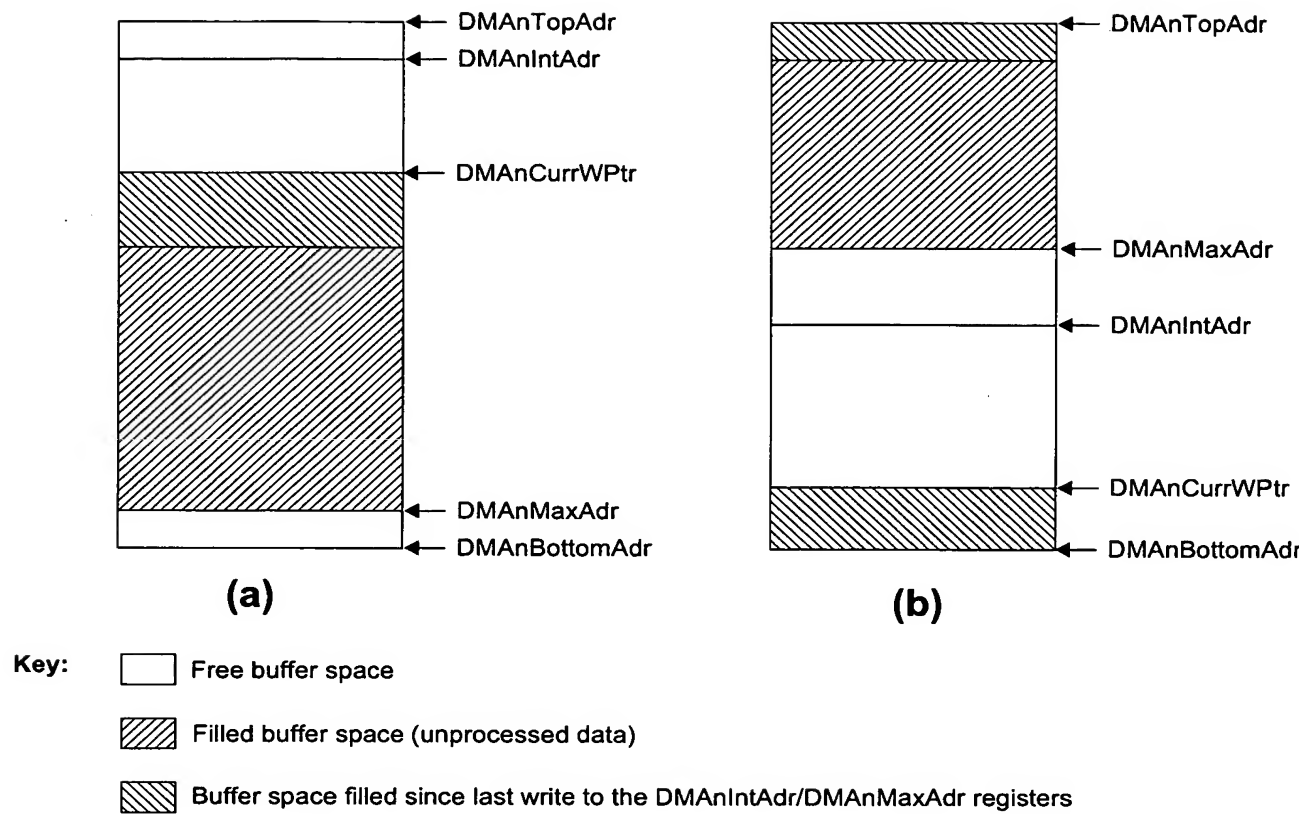 DMAnTopAdr
DMAnIntAdr
DMAnCurrWPtr
DMAnMaxAdr
DMAnBottomAdr
(a)
DMAnTopAdr
DMAnMaxAdr
DMAnIntAdr
DMAnCurrWPtr
DMAnBottomAdr
(b)
Key:
Free buffer space
Filled buffer space (unprocessed data)
Buffer space filled since last write to the DMAnIntAdr/DMAnMaxAdr registers